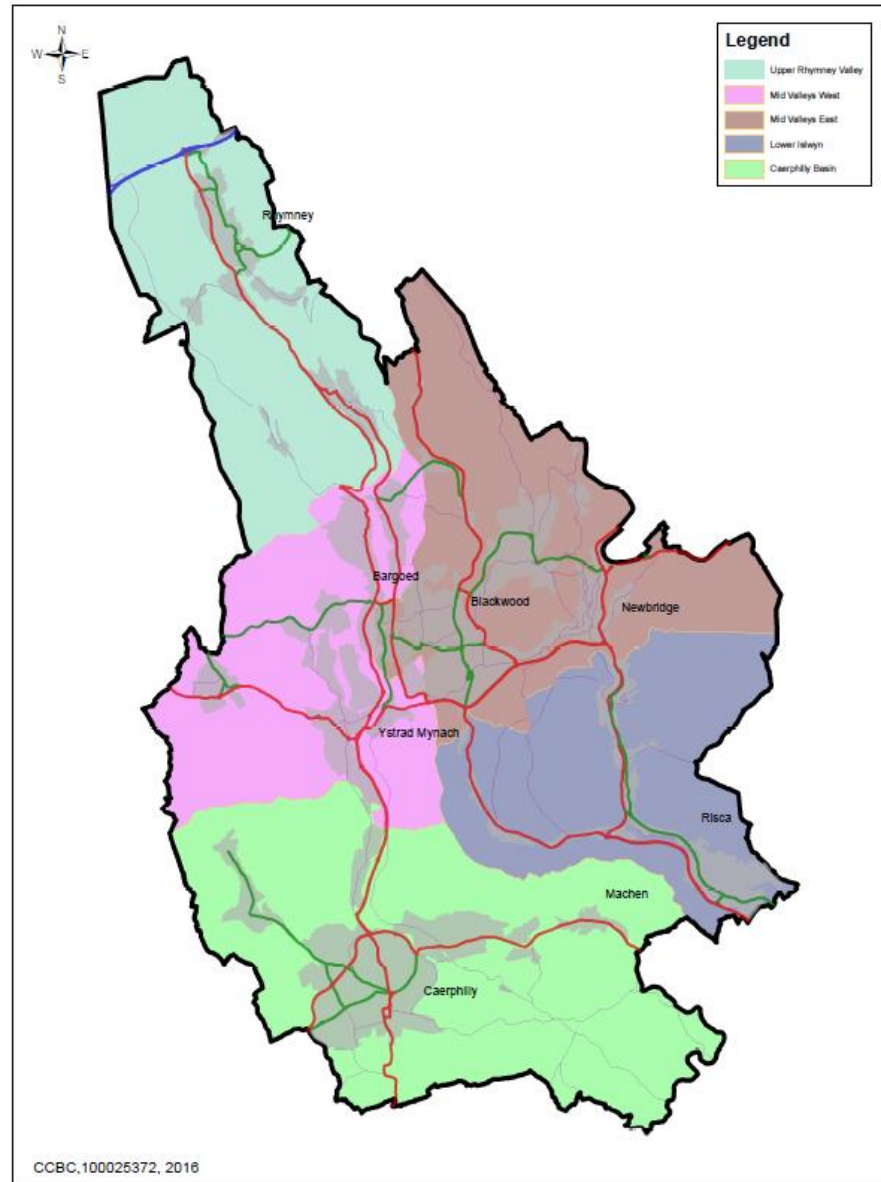 N
W E
S
Legend
Upper Rhymney Valley
Mid Valleys West
Mid Valleys East
Lower Islwyn
Caerphilly Basin
Rhymney
Bargoed
Blackwood
Newbridge
Ystrad Mynach
Risca
Machen
Caerphilly
CCBC,100025372, 2016